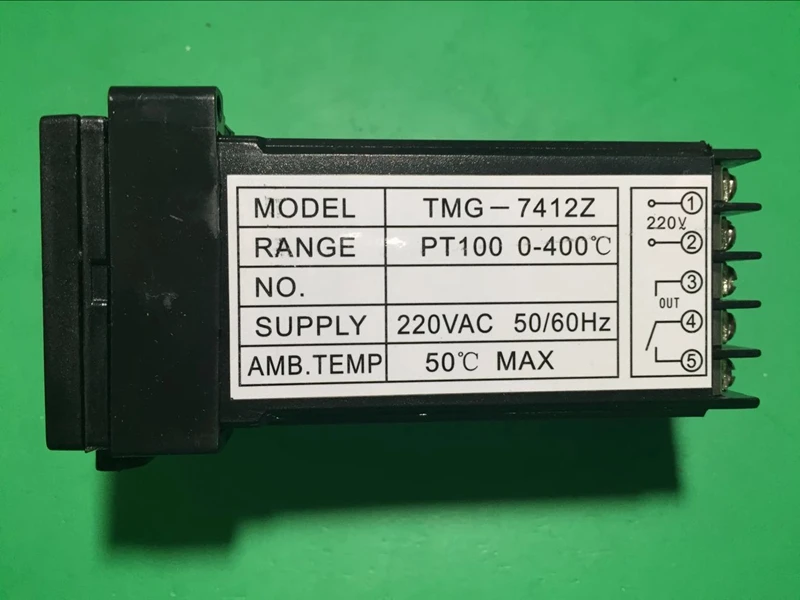 MODEL TMG-7412Z
RANGE PT100 0-400℃
NO.
SUPPLY 220VAC 50/60Hz
AMB.TEMP 50℃ MAX
①
220V
②
③
OUT
④
⑤